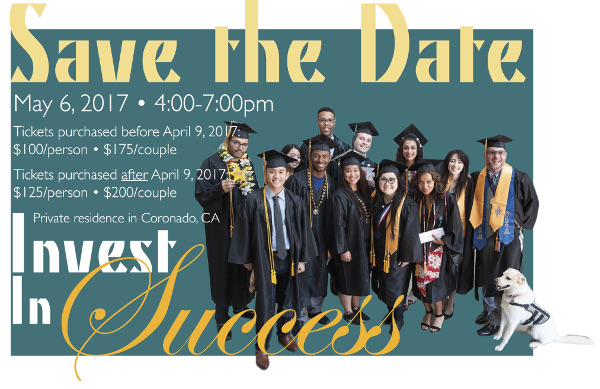 Save the Date
May 6, 2017 • 4:00-7:00pm
Tickets purchased before April 9, 2017:
$100/person • $175/couple
Tickets purchased after April 9, 2017:
$125/person • $200/couple
Private residence in Coronado, CA
Invest
In
Success